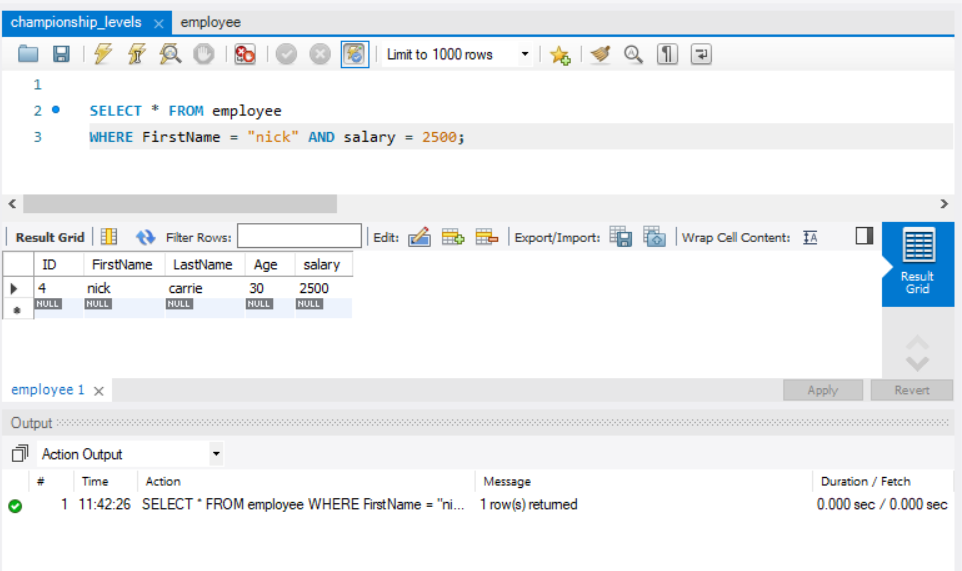 championship_levels × employee
Limit to 1000 rows
1
2 SELECT * FROM employee
3 WHERE FirstName = "nick" AND salary = 2500;
Result Grid Filter Rows: Edit: Export/Import: Wrap Cell Content: IA
ID FirstName LastName Age salary
4 nick carrie 30 2500
NULL NULL NULL NULL NULL
Result
Grid
employee 1 × Apply Revert
Output
Action Output
# Time Action Message Duration / Fetch
1 11:42:26 SELECT * FROM employee WHERE FirstName = "ni... 1 row(s) returned 0.000 sec / 0.000 sec